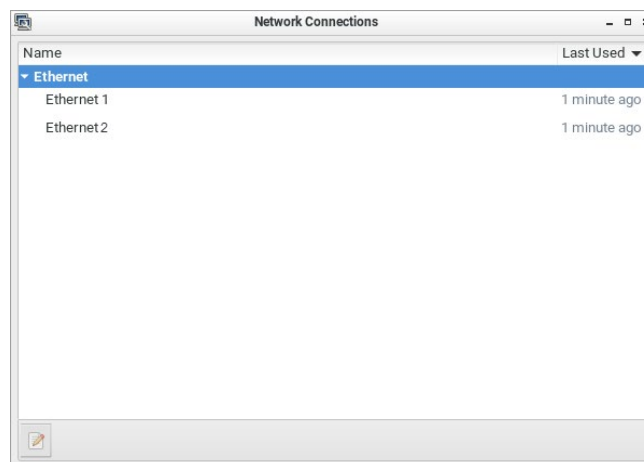 Network Connections
Name Last Used
Ethernet
Ethernet 1 1 minute ago
Ethernet 2 1 minute ago